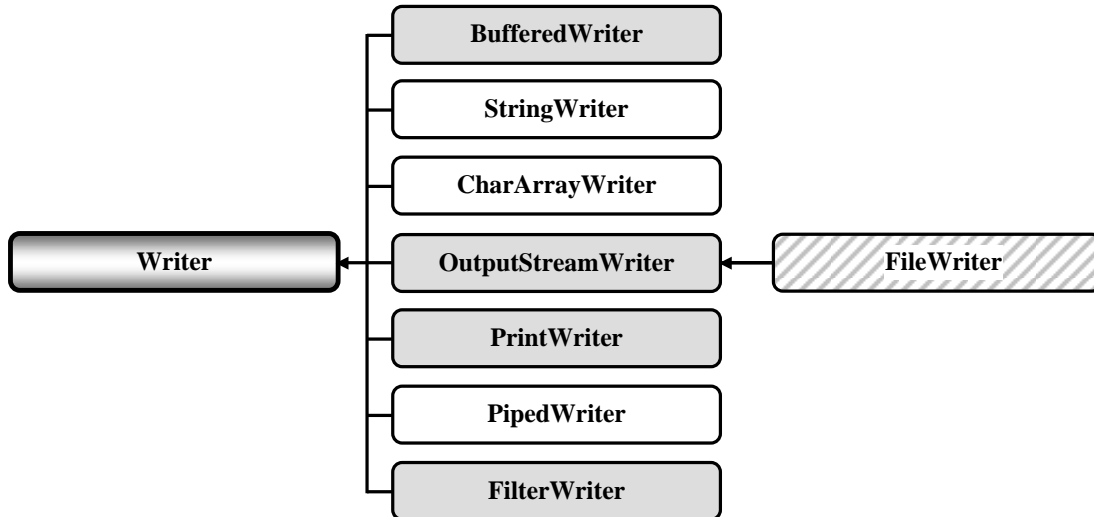 BufferedWriter
StringWriter
CharArrayWriter
Writer
OutputStreamWriter
FileWriter
PrintWriter
PipedWriter
FilterWriter